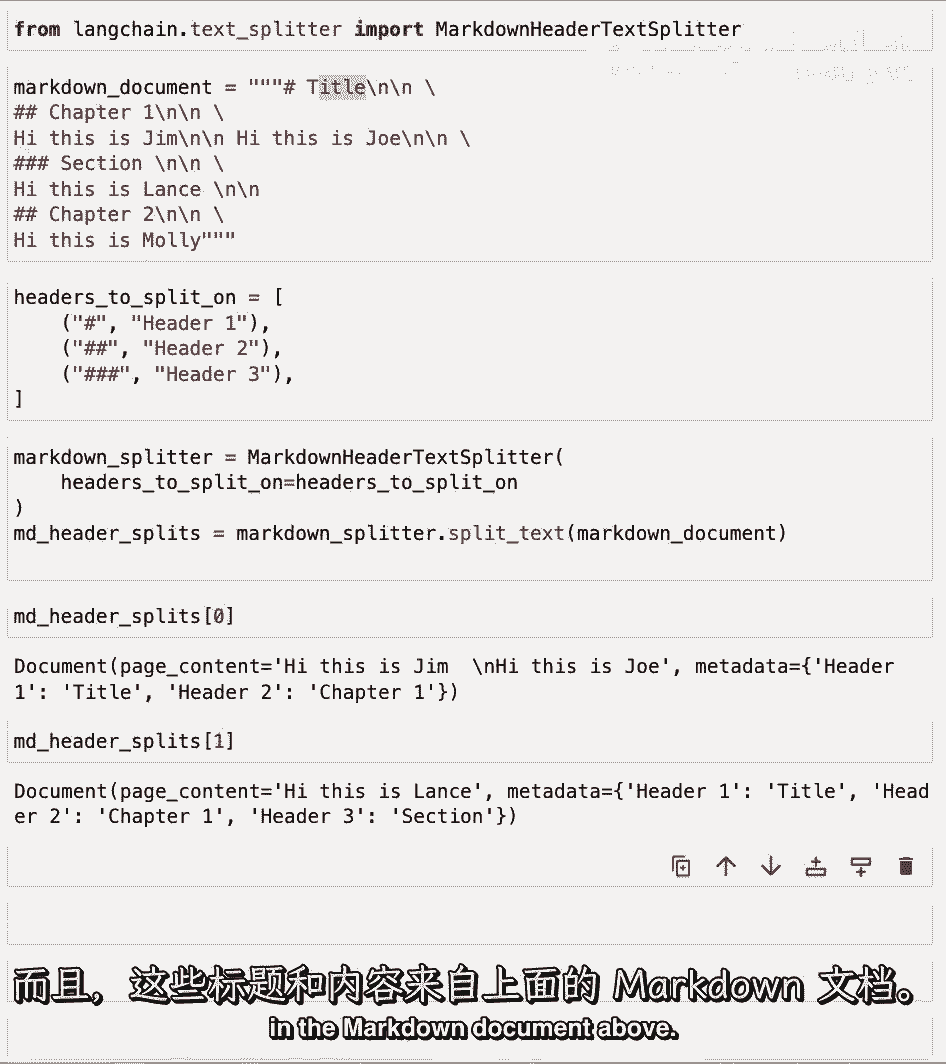 from langchain.text_splitter import MarkdownHeaderTextSplitter
markdown_document = """# Title\n\n \
## Chapter 1\n\n \
Hi this is Jim\n\n Hi this is Joe\n\n \
### Section \n\n \
Hi this is Lance \n\n
## Chapter 2\n\n \
Hi this is Molly"""
headers_to_split_on = [
    ("#", "Header 1"),
    ("##", "Header 2"),
    ("###", "Header 3"),
]
markdown_splitter = MarkdownHeaderTextSplitter(
    headers_to_split_on=headers_to_split_on
)
md_header_splits = markdown_splitter.split_text(markdown_document)
md_header_splits[0]
Document(page_content='Hi this is Jim  \nHi this is Joe', metadata={'Header
1': 'Title', 'Header 2': 'Chapter 1'})
md_header_splits[1]
Document(page_content='Hi this is Lance', metadata={'Header 1': 'Title', 'Head
er 2': 'Chapter 1', 'Header 3': 'Section'})
而且，这些标题和内容来自上面的 Markdown 文档。
in the Markdown document above.